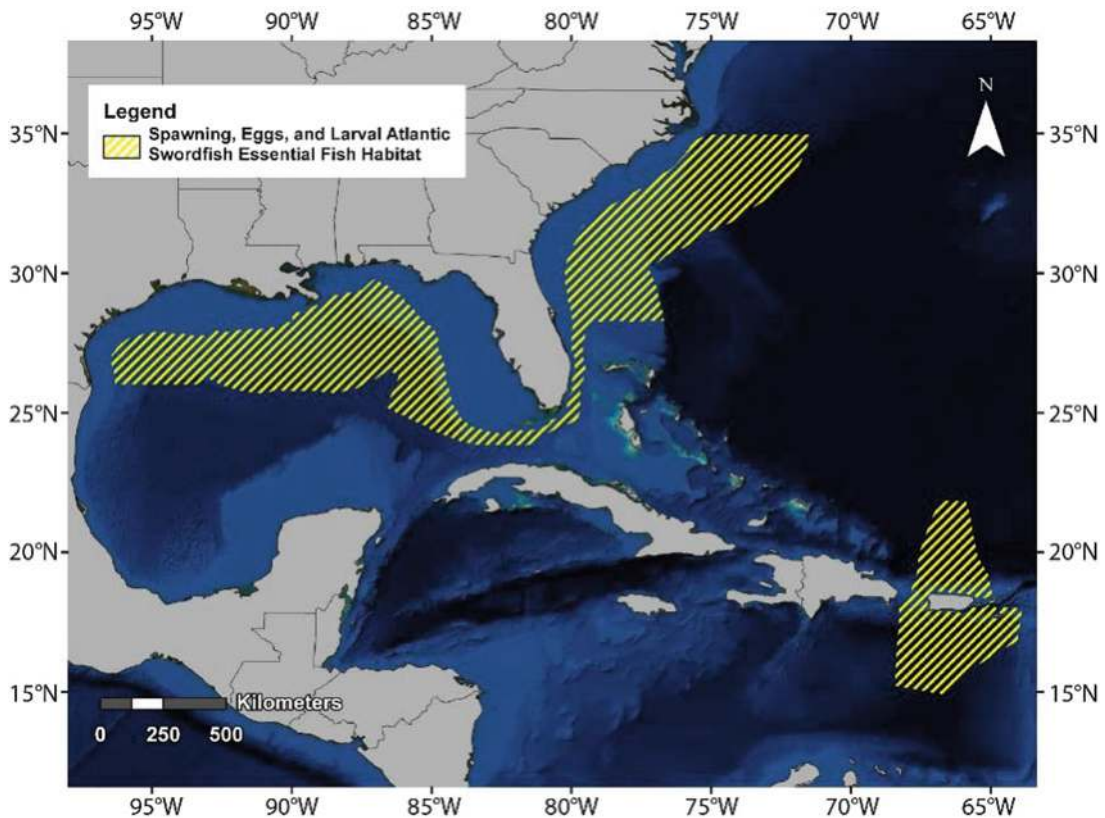 95°W 90°W 85°W 80°W 75°W 70°W 65°W
Legend
Spawning, Eggs, and Larval Atlantic
Swordfish Essential Fish Habitat
N
35°N 35°N
30°N 30°N
25°N 25°N
20°N 20°N
15°N 15°N
Kilometers
0 250 500
95°W 90°W 85°W 80°W 75°W 70°W 65°W